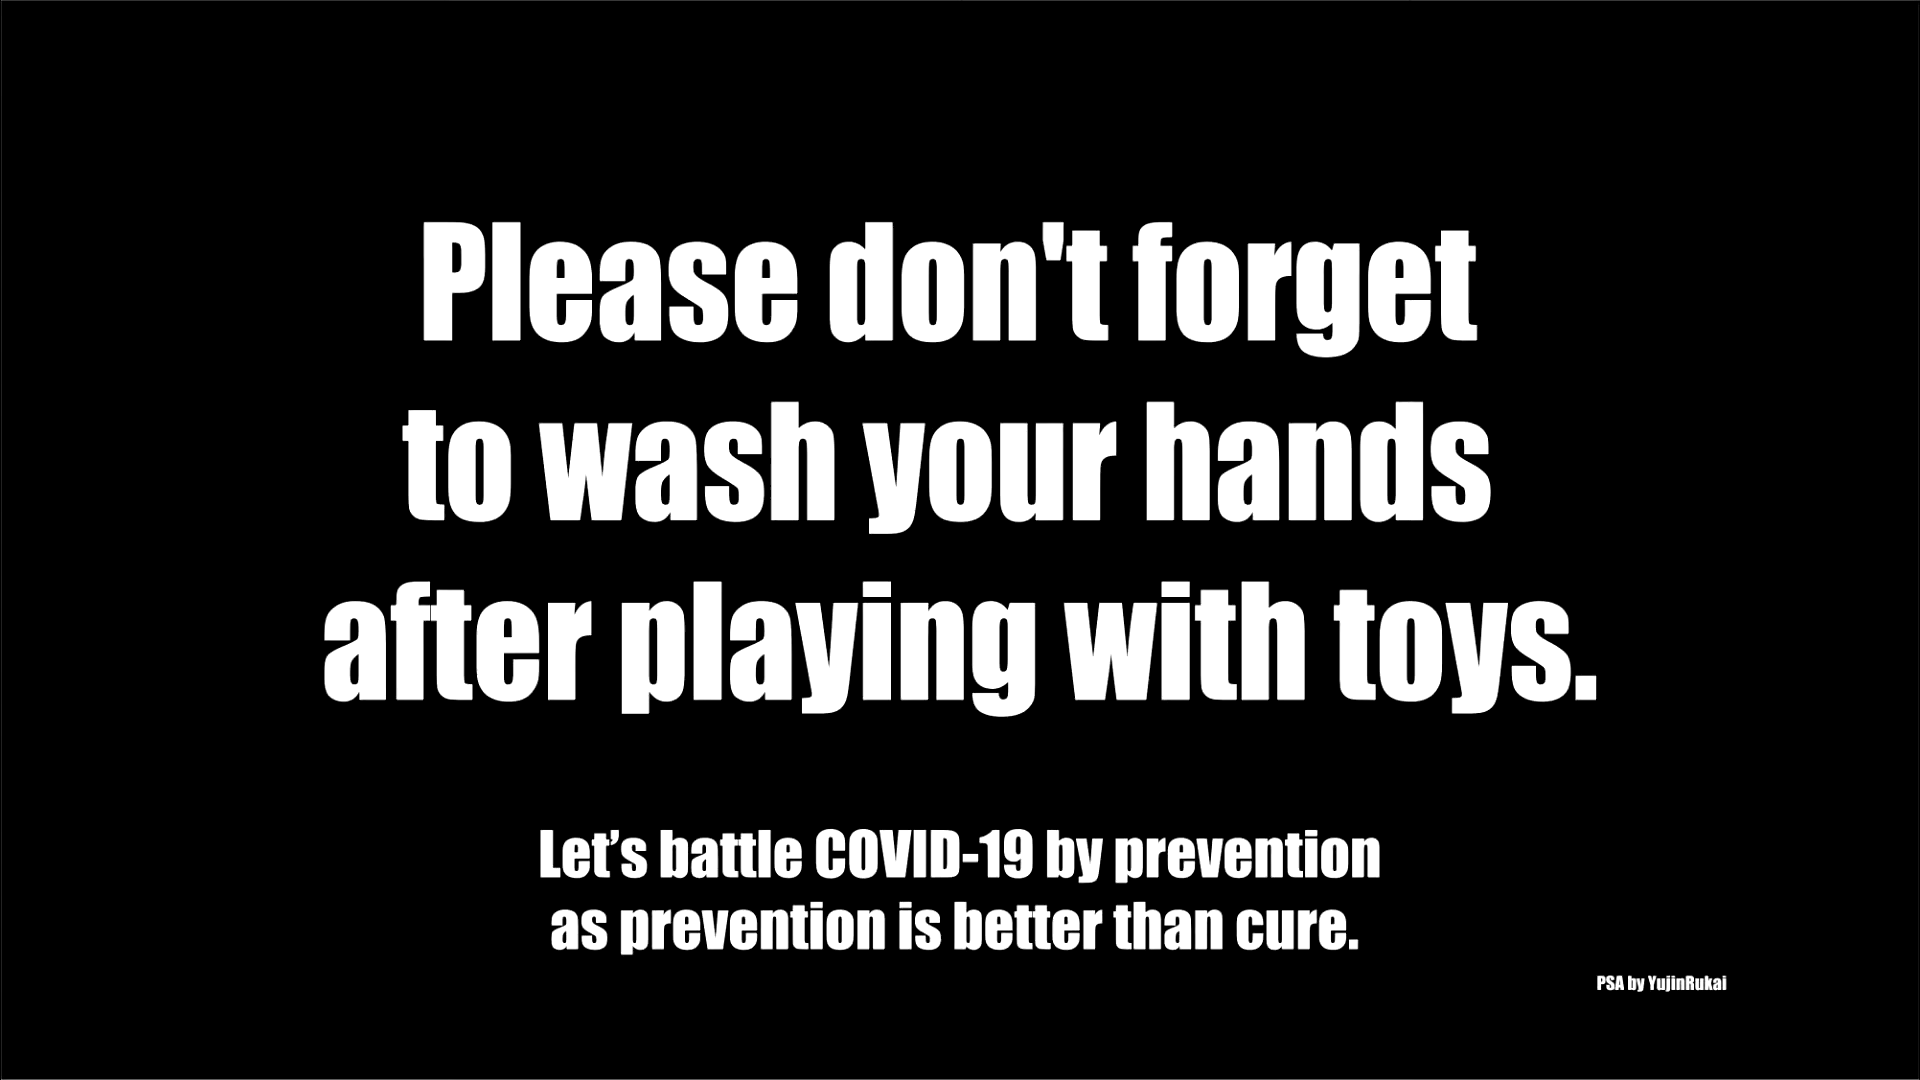 Please don't forget
to wash your hands
after playing with toys.
Let’s battle COVID-19 by prevention
as prevention is better than cure.
PSA by YujinRukai